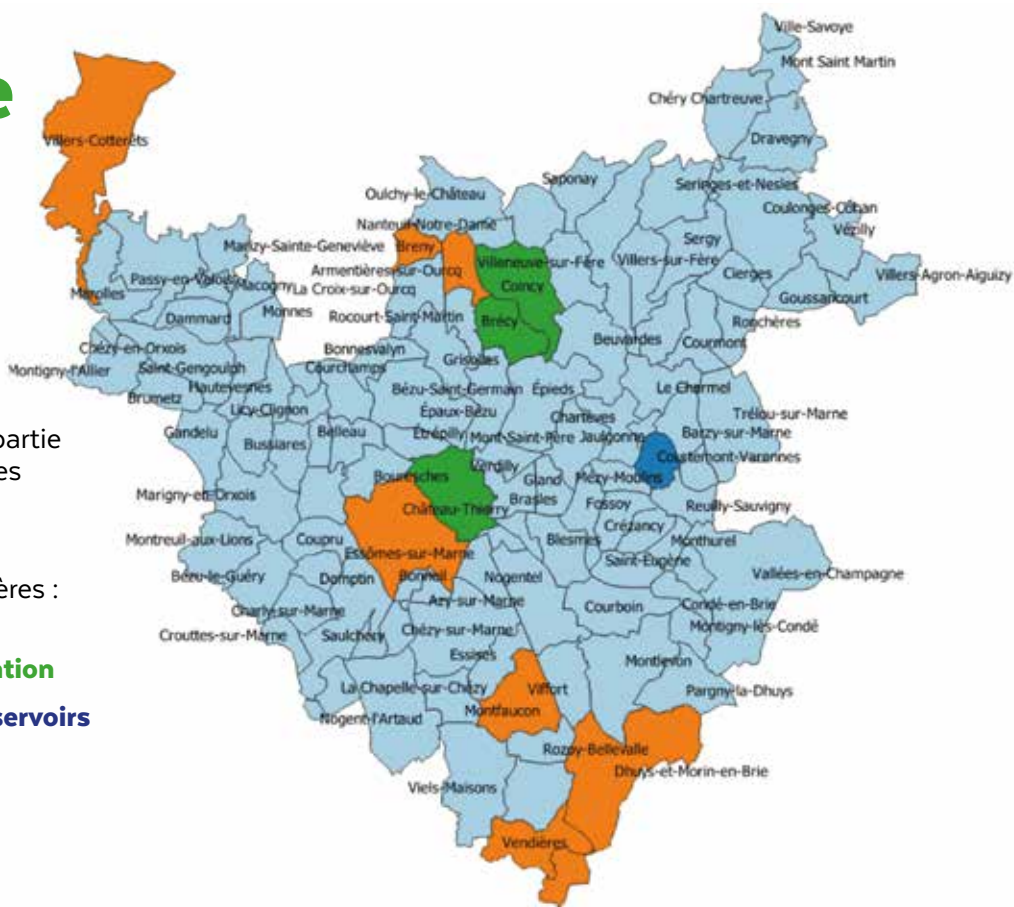 e
partie
es
ères :
ation
servoirs
Ville-Savoye
Mont Saint Martin
Chéry Chartreuve
Dravegny
Villers-Cotterêts
Saponay
Seringes-et-Nesles
Oulchy-le-Château
Coulonges-Cohan
Nanteuil-Notre-Dame
Vézilly
Marizy-Sainte-Geneviève
Breny
Sergy
Villeneuve-sur-Fère
Villers-sur-Fère
Armentières-sur-Ourcq
Cierges
Villers-Agron-Aiguizy
Passy-en-Valois
Macogny
La Croix-sur-Ourcq
Coincy
Marolles
Goussancourt
Dammard
Monnes
Rocourt-Saint-Martin
Brécy
Ronchères
Beuvardes
Courmont
Chézy-en-Orxois
Bonnesvalyn
Grisolles
Montigny-l'Allier
Saint-Gengoulph
Courchamps
Hautevesnes
Bézu-Saint-Germain
Épieds
Le Charmel
Brumetz
Licy-Clignon
Épaux-Bézu
Chartèves
Trélou-sur-Marne
Gandelu
Bussiares
Belleau
Étrépilly
Mont-Saint-Père
Jaulgonne
Barzy-sur-Marne
Courtemont-Varennes
Bouresches
Verdilly
Gland
Mézy-Moulins
Marigny-en-Orxois
Château-Thierry
Brasles
Fossoy
Reuilly-Sauvigny
Crézancy
Montreuil-aux-Lions
Coupru
Essômes-sur-Marne
Blesmes
Monthurel
Saint-Eugène
Bézu-le-Guéry
Domptin
Bonneil
Nogentel
Vallées-en-Champagne
Azy-sur-Marne
Charly-sur-Marne
Courboin
Condé-en-Brie
Crouttes-sur-Marne
Saulchery
Chézy-sur-Marne
Montigny-lès-Condé
Essises
Montlevon
La Chapelle-sur-Chézy
Viffort
Pargny-la-Dhuys
Nogent-l'Artaud
Montfaucon
Rozoy-Bellevalle
Dhuys-et-Morin-en-Brie
Viels-Maisons
Vendières